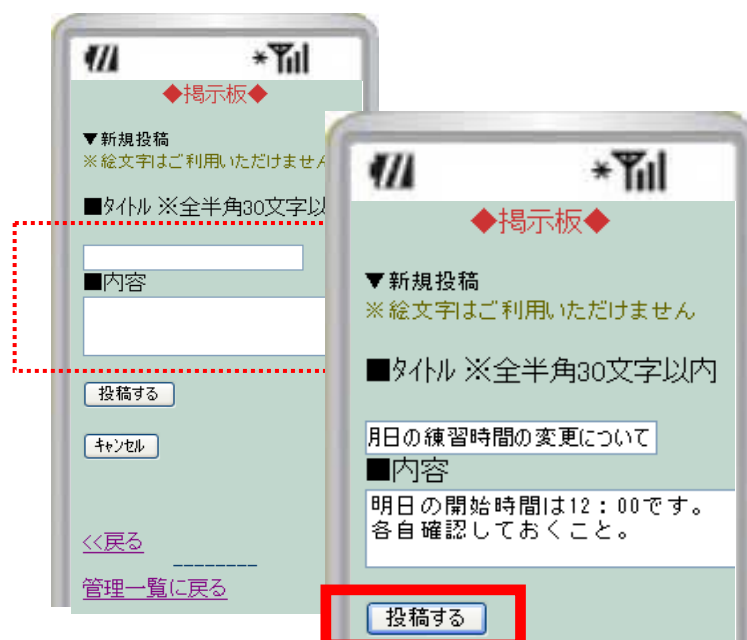 ◆掲示板◆
▼新規投稿
※絵文字はご利用いただけませ
■ﾀｲﾄﾙ ※全半角30文字以
■内容
投稿する
ｷｬﾝｾﾙ
<<戻る
--------
管理一覧に戻る
◆掲示板◆
▼新規投稿
※絵文字はご利用いただけません
■ﾀｲﾄﾙ ※全半角30文字以内
月日の練習時間の変更について
■内容
明日の開始時間は12：00です。
各自確認しておくこと。
投稿する